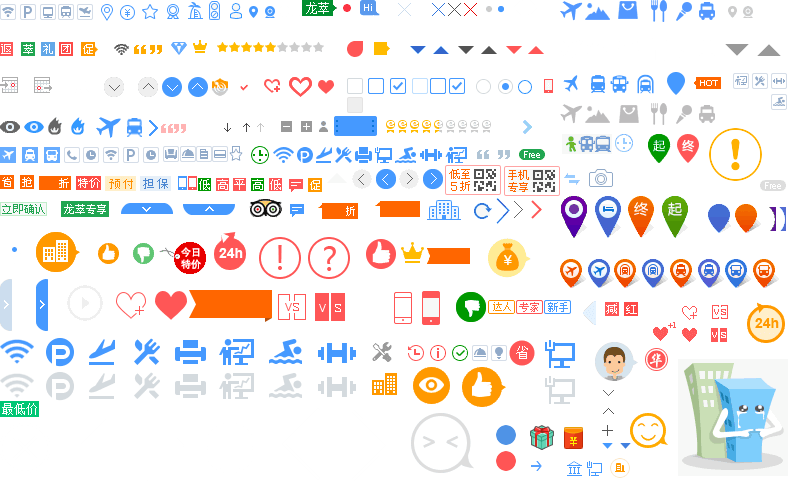 龙萃 Hi
返 萃 礼 团 促
HOT
P
Free
起 终
首 抢 折 特价 预付 担保 低 高 平 高 低 促
低至
5折
手机
专享
Free
立即确认 龙萃专享 折
终 起
今日
特价
24h
VS VS
达人 专家 新手
减 红
VS
+1
VS
24h
省
华
最低价